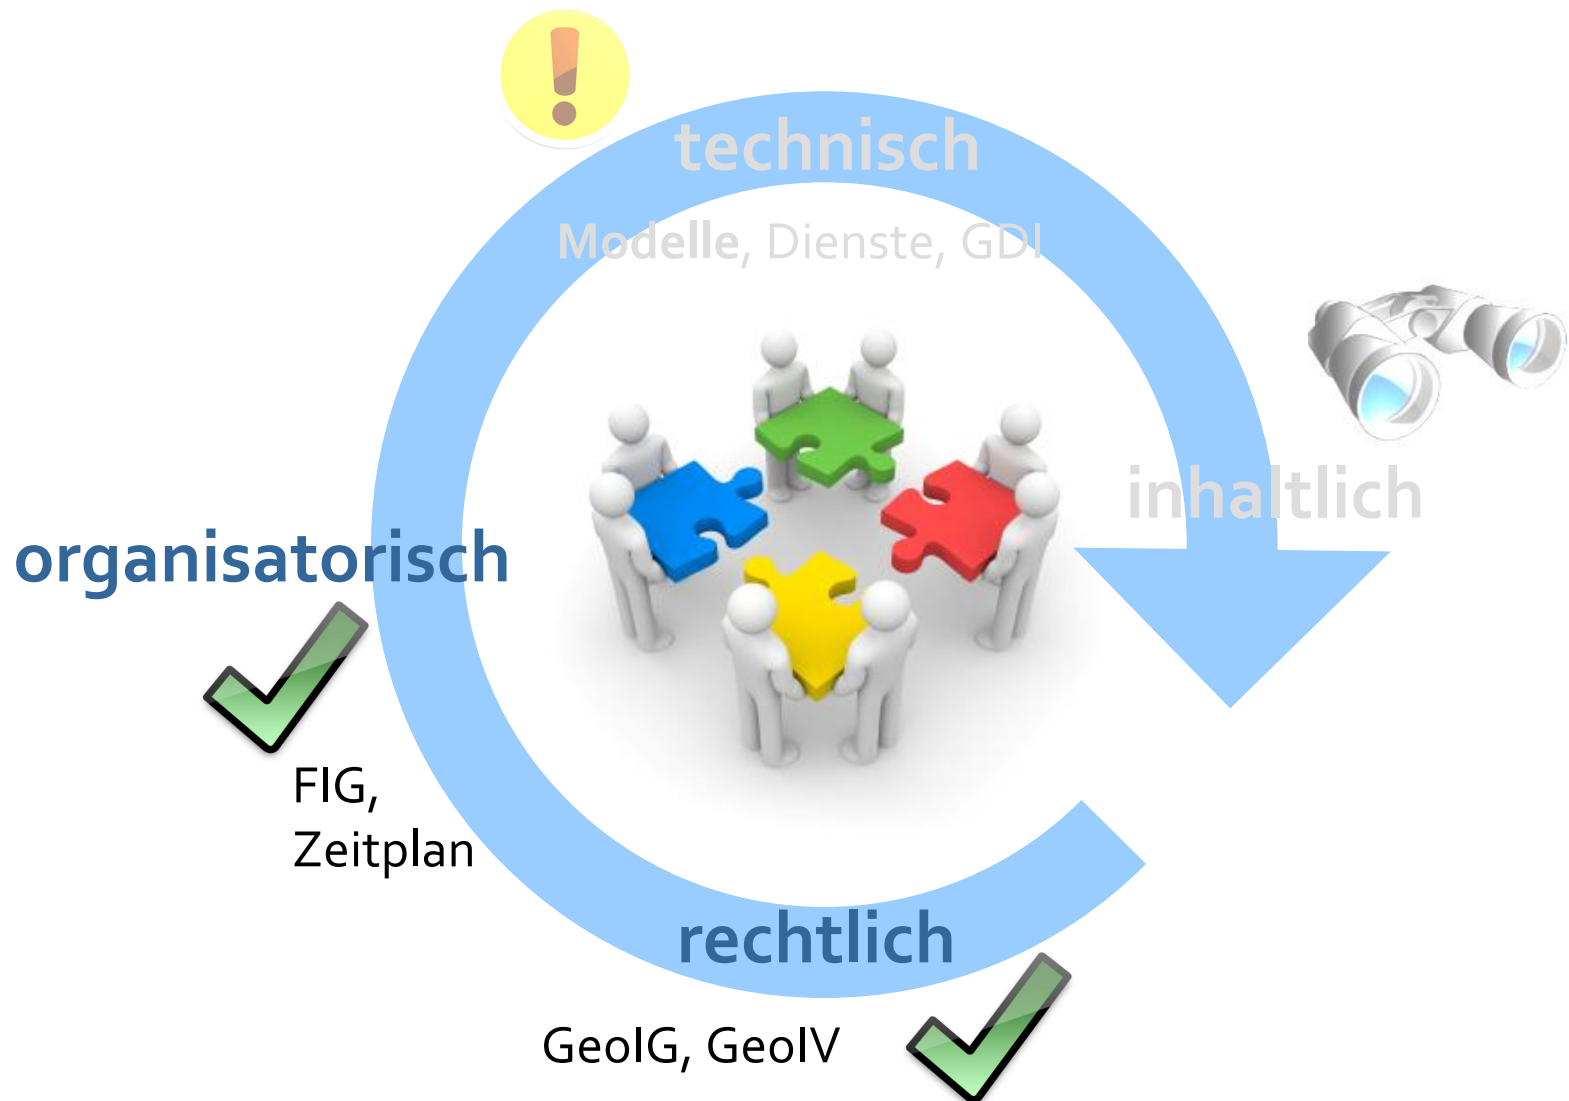 technisch
Modelle, Dienste, GDI
inhaltlich
organisatorisch
FIG,
Zeitplan
rechtlich
GeoIG, GeoIV